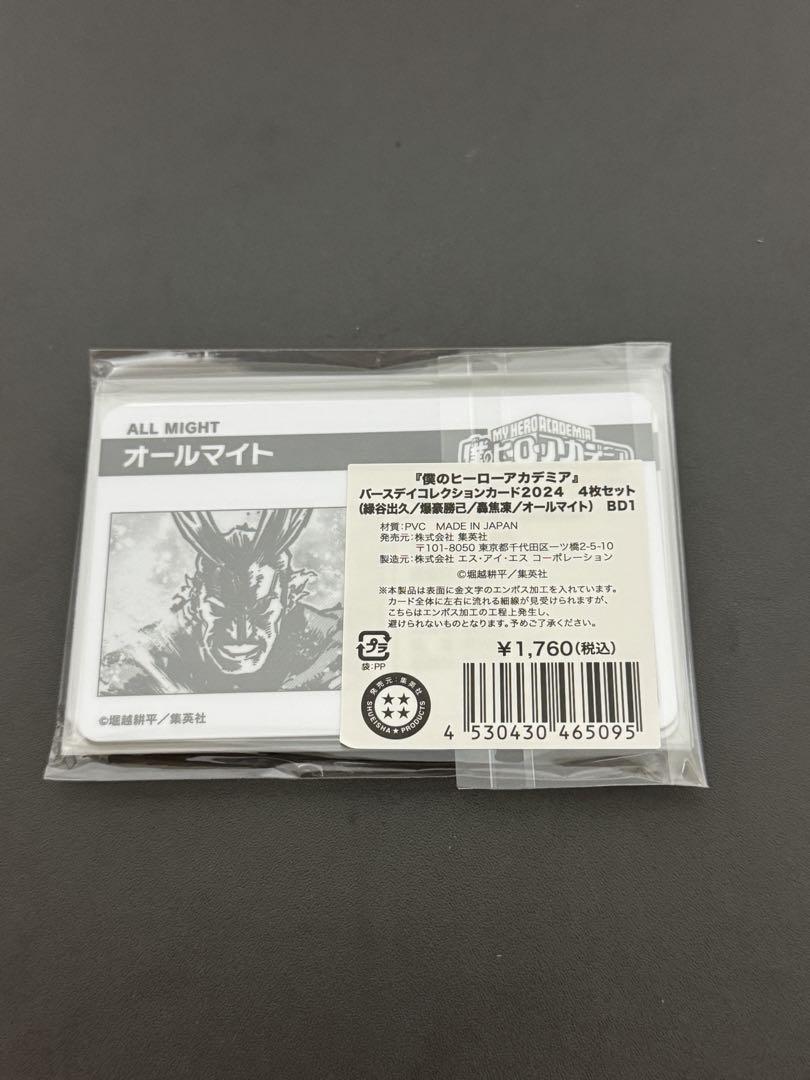 ALL MIGHT
オールマイト
MY HERO ACADEMIA
僕のヒーローアカデミア
©堀越耕平／集英社
『僕のヒーローアカデミア』
バースデイコレクションカード2024 4枚セット
(緑谷出久／爆豪勝己／轟焦凍／オールマイト) BD1
材質:PVC MADE IN JAPAN
発売元:株式会社 集英社
〒101-8050 東京都千代田区一ツ橋2-5-10
製造元:株式会社 エス・アイ・エス コーポレーション
©堀越耕平／集英社
※本製品は表面に金文字のエンボス加工を入れています。
カード全体に左右に流れる細線が見受けられますが、
こちらはエンボス加工の工程上発生し、
避けられないものとなります。予めご了承ください。
プラ
袋:PP
¥1,760(税込)
発売元:集英社
SHUEISHA★PRODUCTS
4 530430 465095